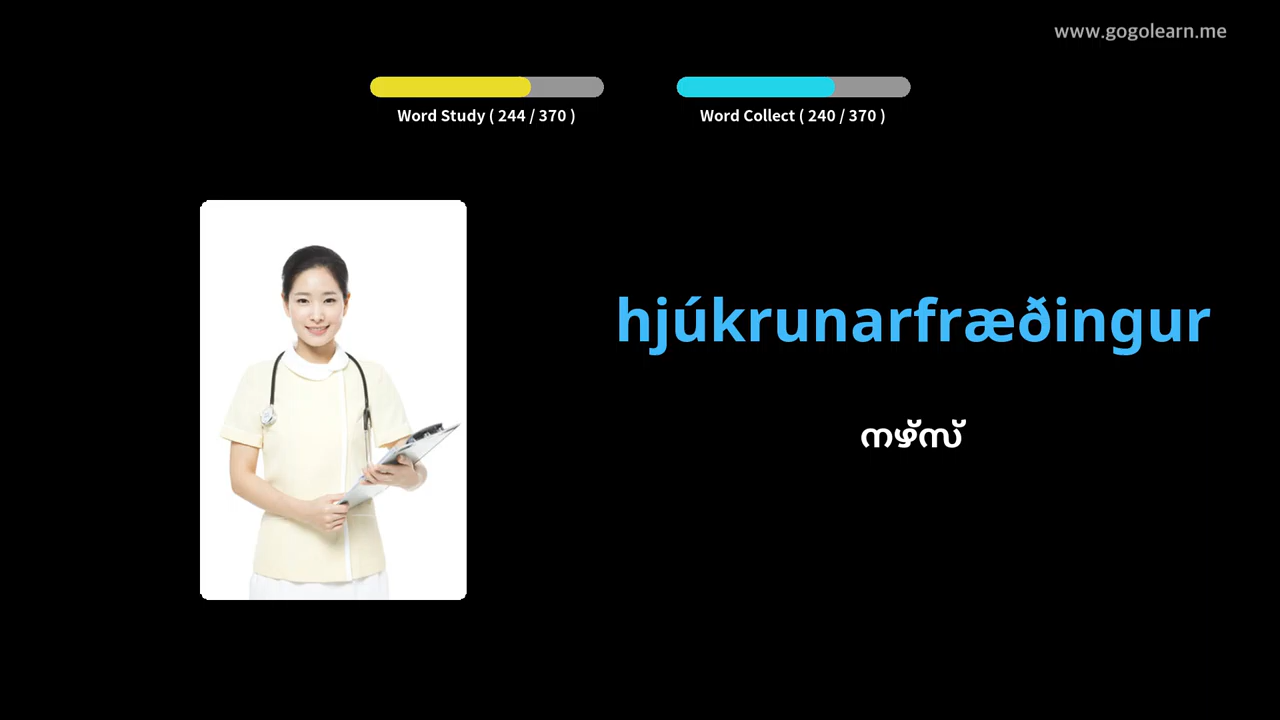 www.gogolearn.me
Word Study ( 244 / 370 )
Word Collect ( 240 / 370 )
hjúkrunarfræðingur
നഴ്സ്